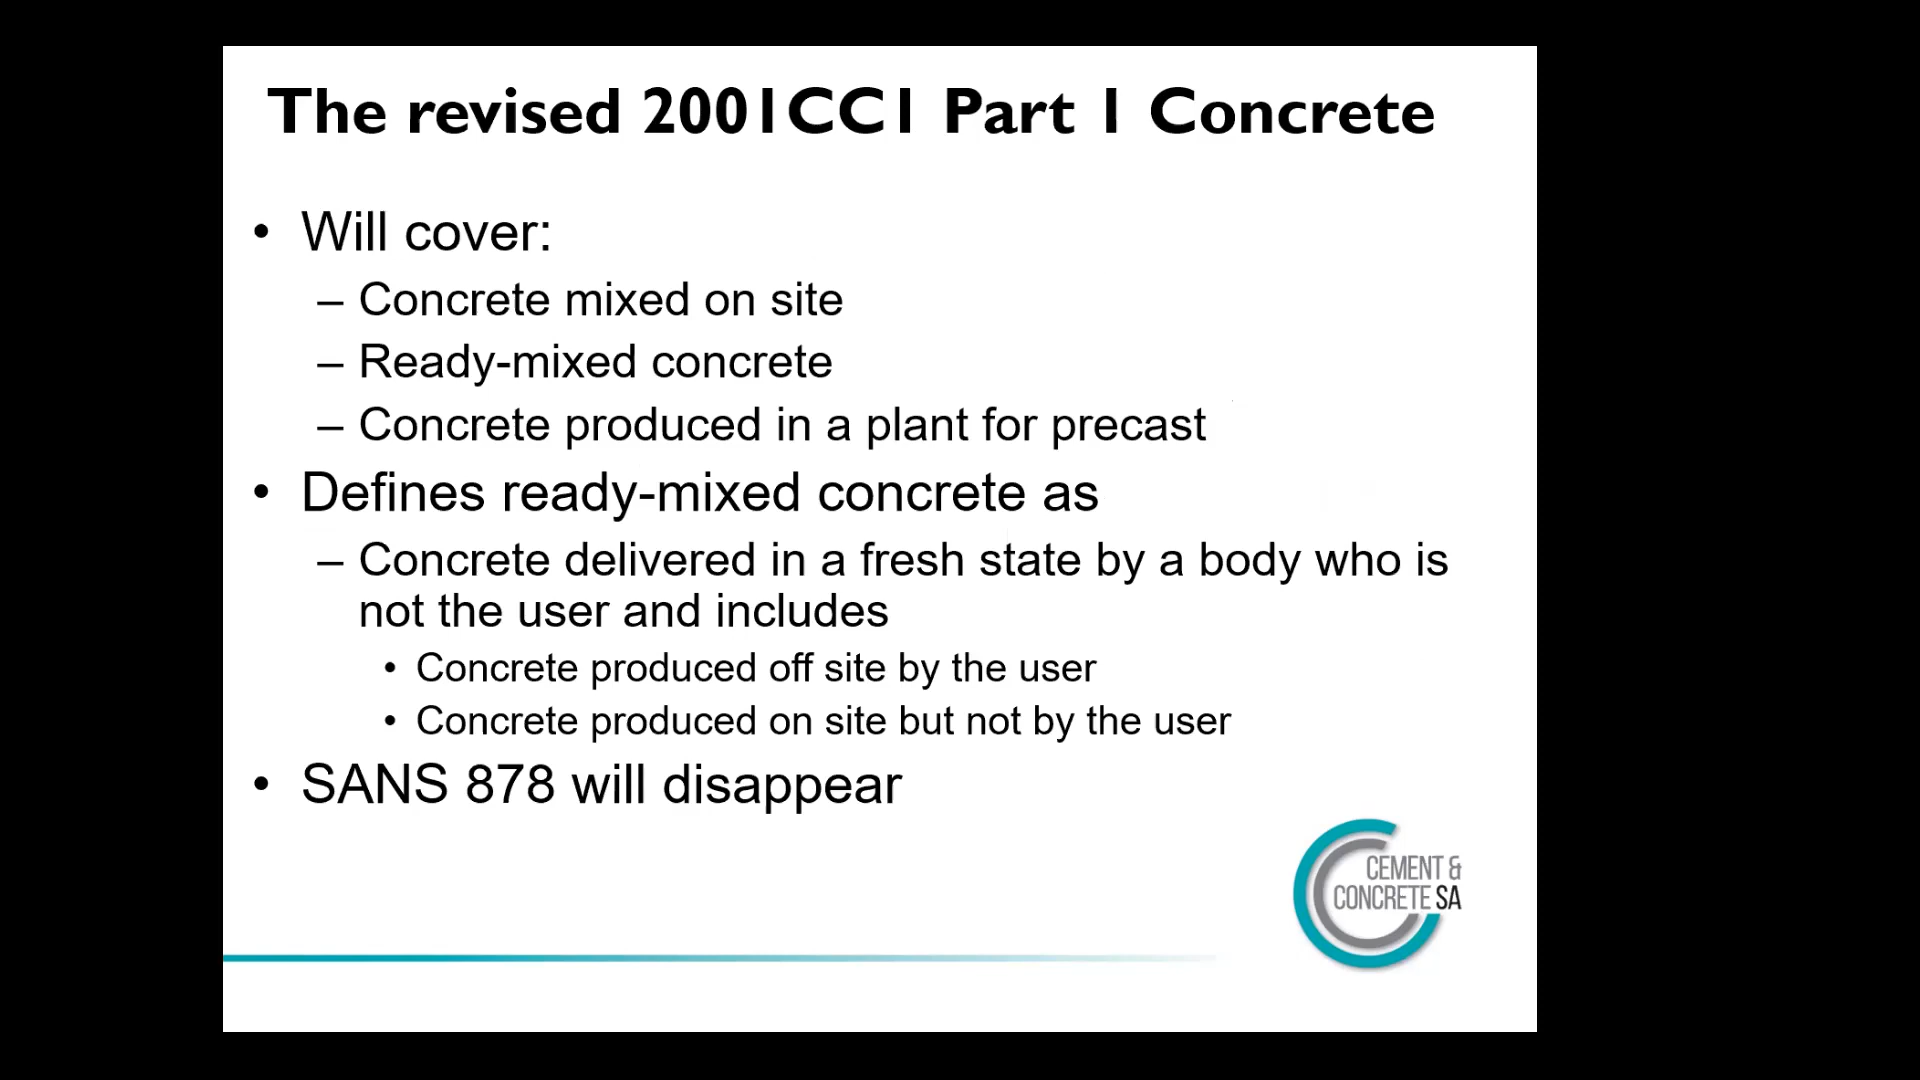 The revised 2001CC1 Part 1 Concrete
• Will cover:
– Concrete mixed on site
– Ready-mixed concrete
– Concrete produced in a plant for precast
• Defines ready-mixed concrete as
– Concrete delivered in a fresh state by a body who is
not the user and includes
• Concrete produced off site by the user
• Concrete produced on site but not by the user
• SANS 878 will disappear
CEMENT &
CONCRETE SA